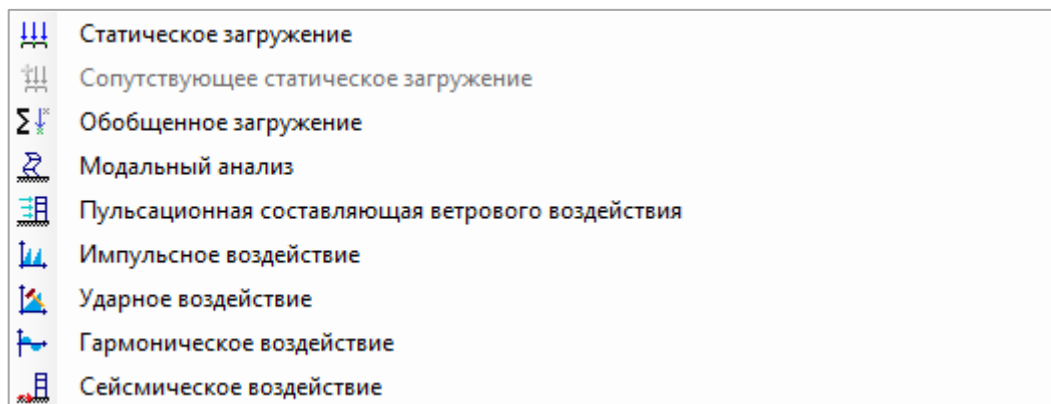 Статическое загружение
Сопутствующее статическое загружение
Обобщенное загружение
Модальный анализ
Пульсационная составляющая ветрового воздействия
Импульсное воздействие
Ударное воздействие
Гармоническое воздействие
Сейсмическое воздействие